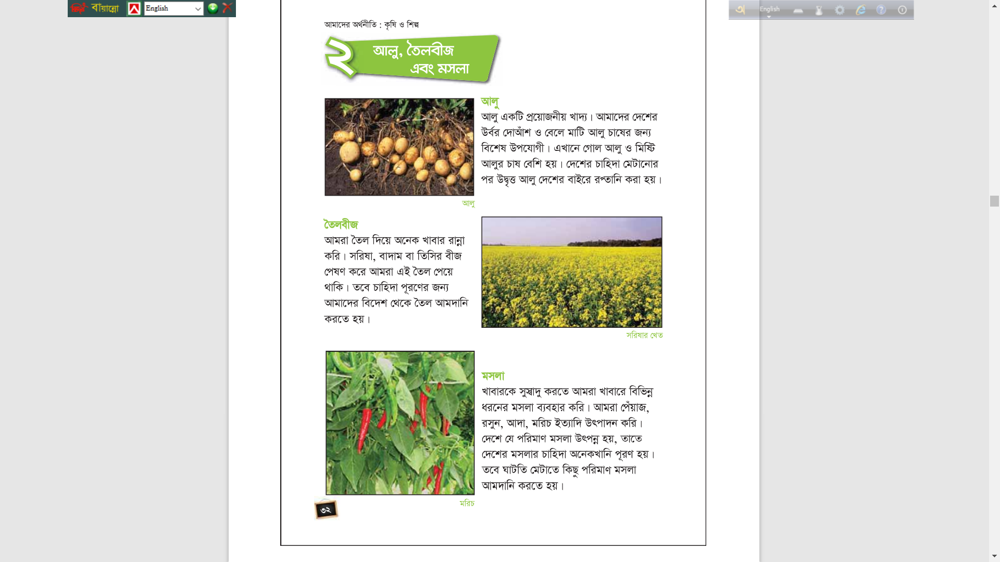 বায়ান্নো
English
English
আমাদের অর্থনীতি : কৃষি ও শিল্প
২
আলু, তৈলবীজ
এবং মসলা
আলু
আলু একটি প্রয়োজনীয় খাদ্য। আমাদের দেশের
উর্বর দোআঁশ ও বেলে মাটি আলু চাষের জন্য
বিশেষ উপযোগী। এখানে গোল আলু ও মিষ্টি
আলুর চাষ বেশি হয়। দেশের চাহিদা মেটানোর
পর উদ্বৃত্ত আলু দেশের বাইরে রপ্তানি করা হয়।
আলু
তৈলবীজ
আমরা তৈল দিয়ে অনেক খাবার রান্না
করি। সরিষা, বাদাম বা তিসির বীজ
পেষণ করে আমরা এই তৈল পেয়ে
থাকি। তবে চাহিদা পূরণের জন্য
আমাদের বিদেশ থেকে তৈল আমদানি
করতে হয়।
সরিষার খেত
মসলা
খাবারকে সুস্বাদু করতে আমরা খাবারে বিভিন্ন
ধরনের মসলা ব্যবহার করি। আমরা পেঁয়াজ,
রসুন, আদা, মরিচ ইত্যাদি উৎপাদন করি।
দেশে যে পরিমাণ মসলা উৎপন্ন হয়, তাতে
দেশের মসলার চাহিদা অনেকখানি পূরণ হয়।
তবে ঘাটতি মেটাতে কিছু পরিমাণ মসলা
আমদানি করতে হয়।
মরিচ
৩২